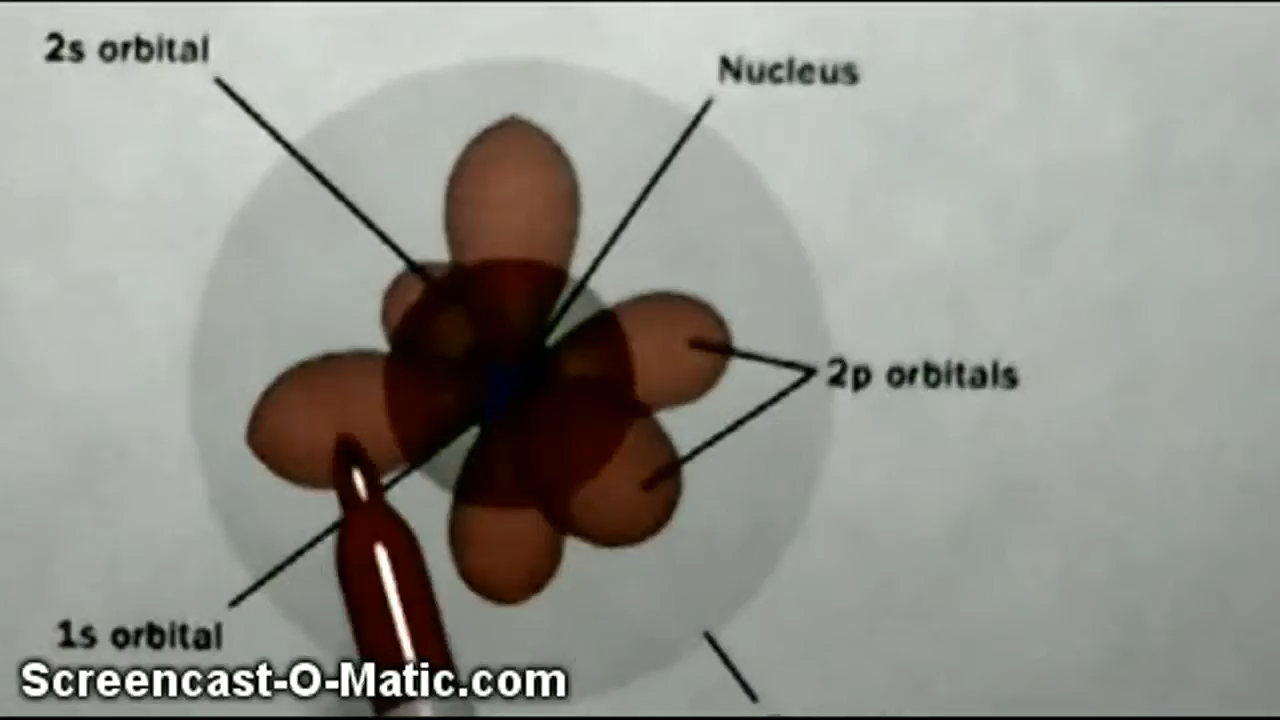 2s orbital
Nucleus
2p orbitals
1s orbital
Screencast-O-Matic.com